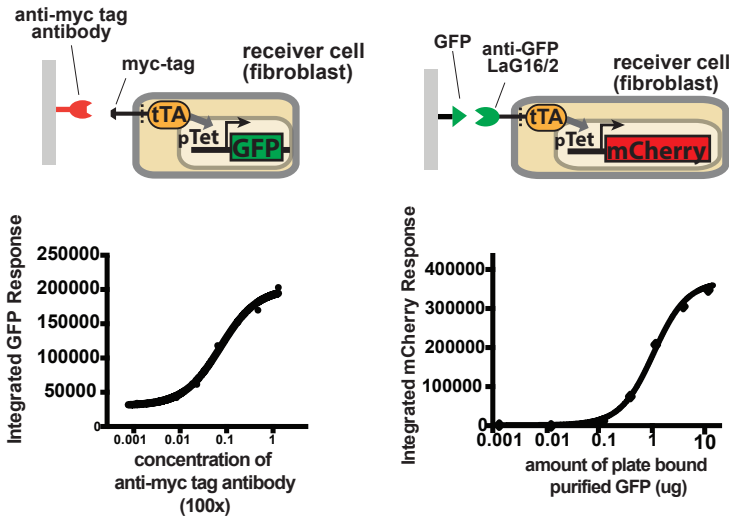 anti-myc tag
antibody
myc-tag
receiver cell
(fibroblast)
tTA
pTet
GFP
Integrated GFP Response
250000
200000
150000
100000
50000
0
0.001 0.01 0.1 1
concentration of
anti-myc tag antibody
(100x)
GFP
anti-GFP
LaG16/2
receiver cell
(fibroblast)
tTA
pTet
mCherry
Integrated mCherry Response
400000
300000
200000
100000
0
0.001 0.01 0.1 1 10
amount of plate bound
purified GFP (ug)